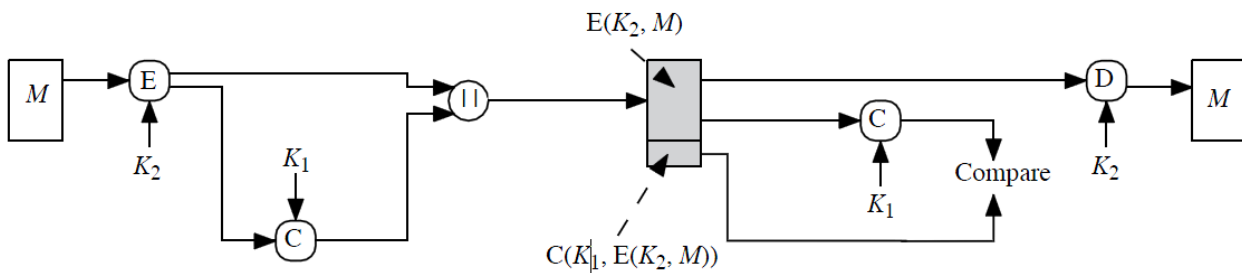 E(K2, M)
M
E
||
D
M
C
K2
K1
Compare
K2
K1
C
C(K1, E(K2, M))